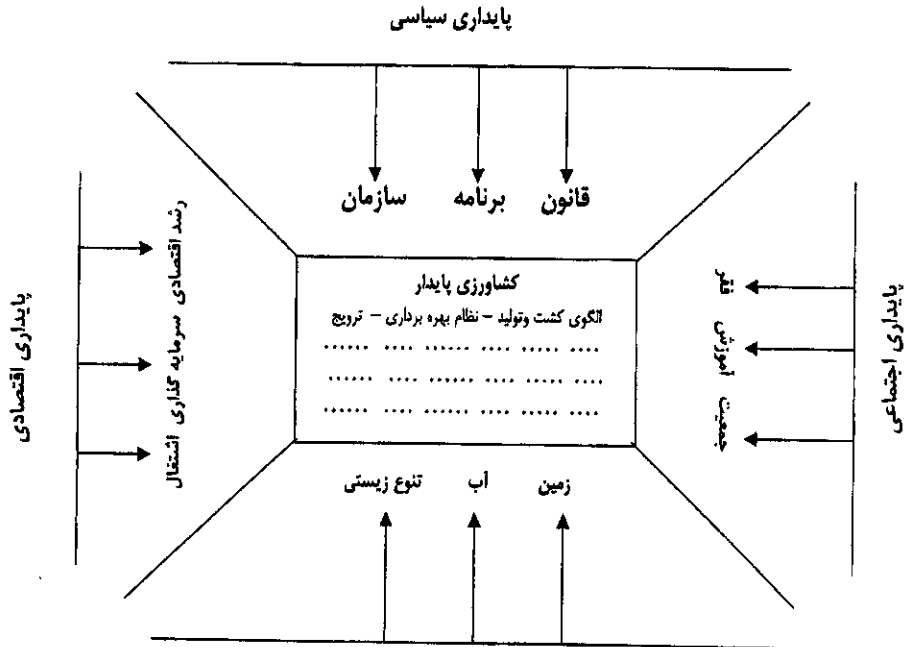 پایداری سیاسی
قانون برنامه سازمان
کشاورزی پایدار
الگوی کشت وتولید – نظام بهره برداری – ترویج
.... ..... .... ...... .... ......
.... ..... .... ...... .... ......
.... ..... .... ...... .... ......
پایداری اجتماعی
فقر
آموزش
جمعیت
رشد اقتصادی سرمایه گذاری اشتغال
پایداری اقتصادی
زمین آب تنوع زیستی